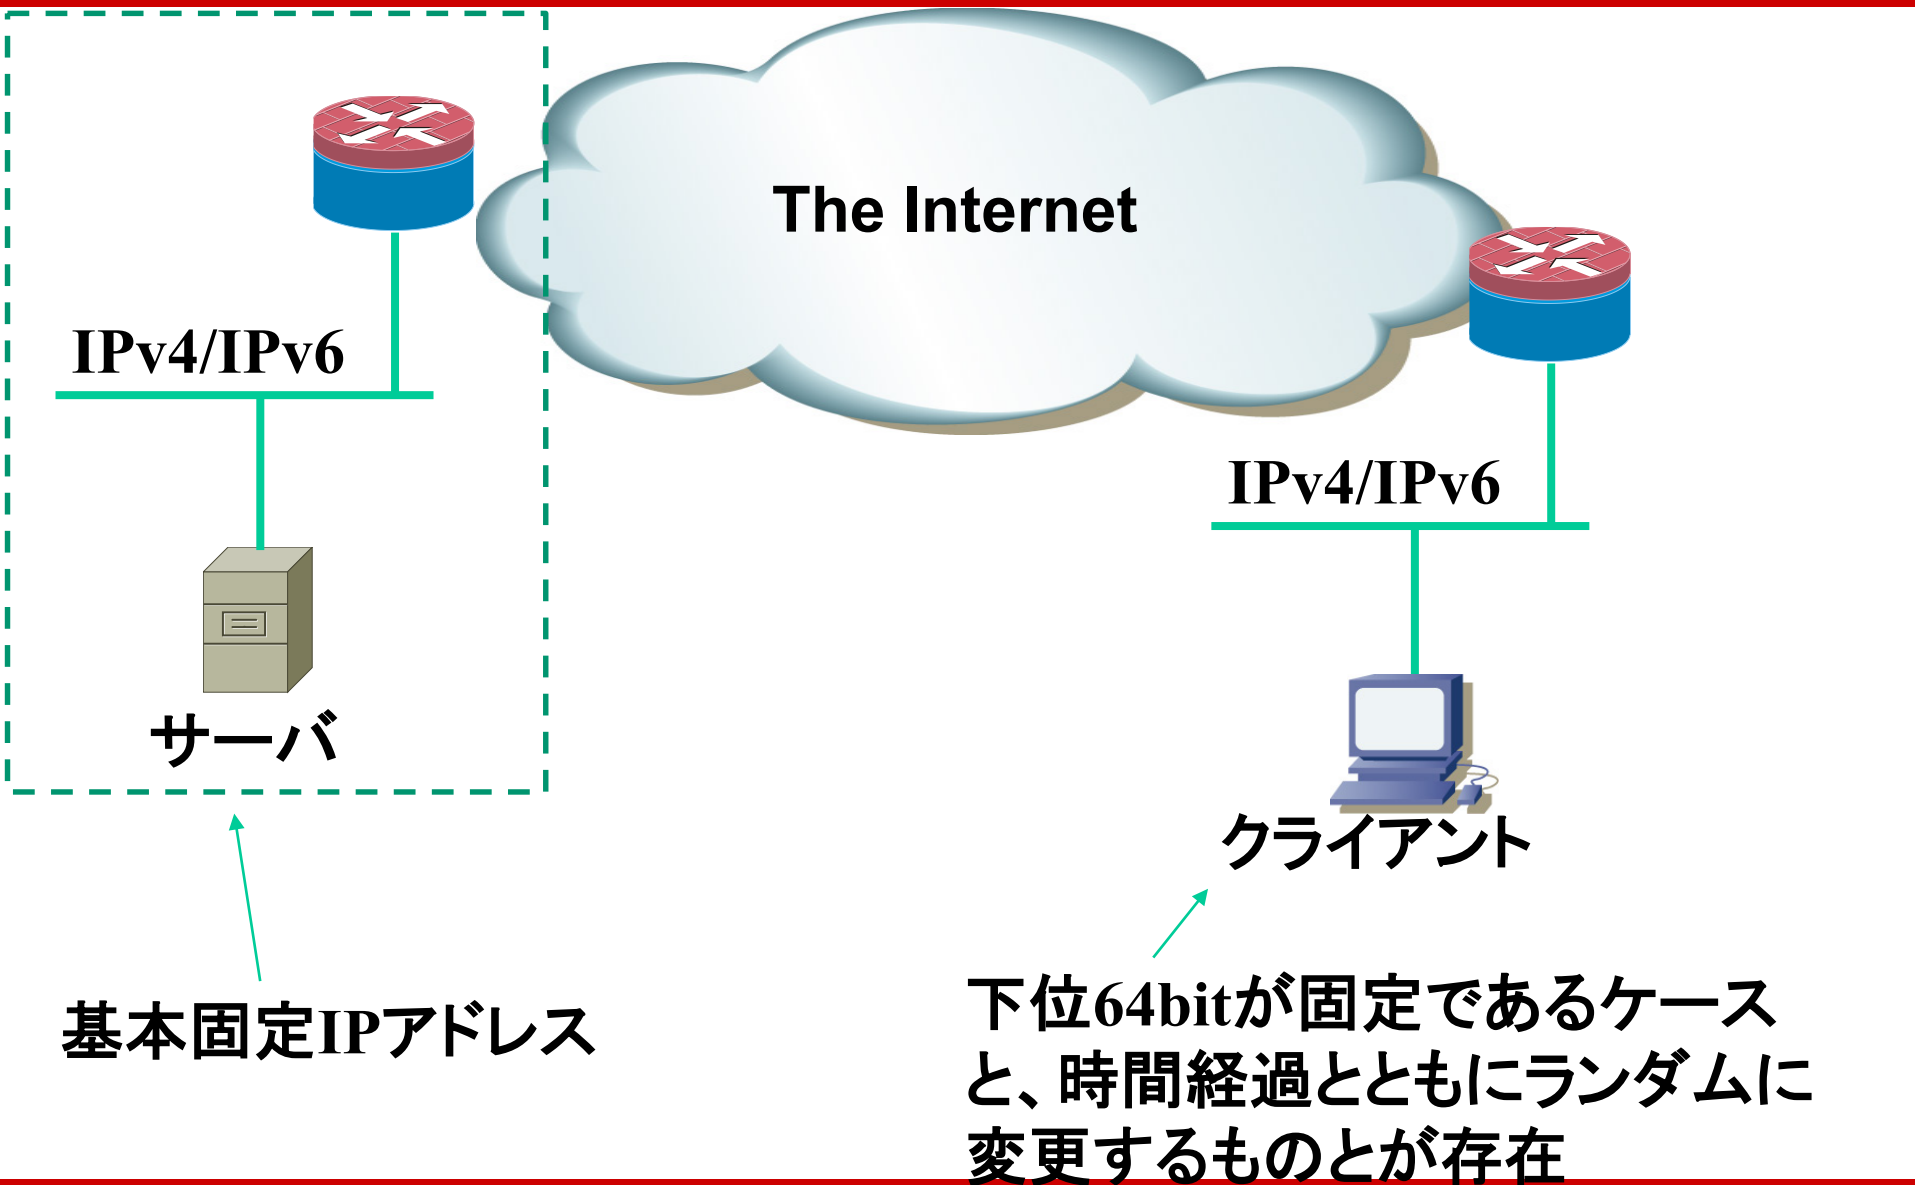 The Internet
IPv4/IPv6
IPv4/IPv6
サーバ
クライアント
基本固定IPアドレス
下位64bitが固定であるケース
と、時間経過とともにランダムに
変更するものとが存在